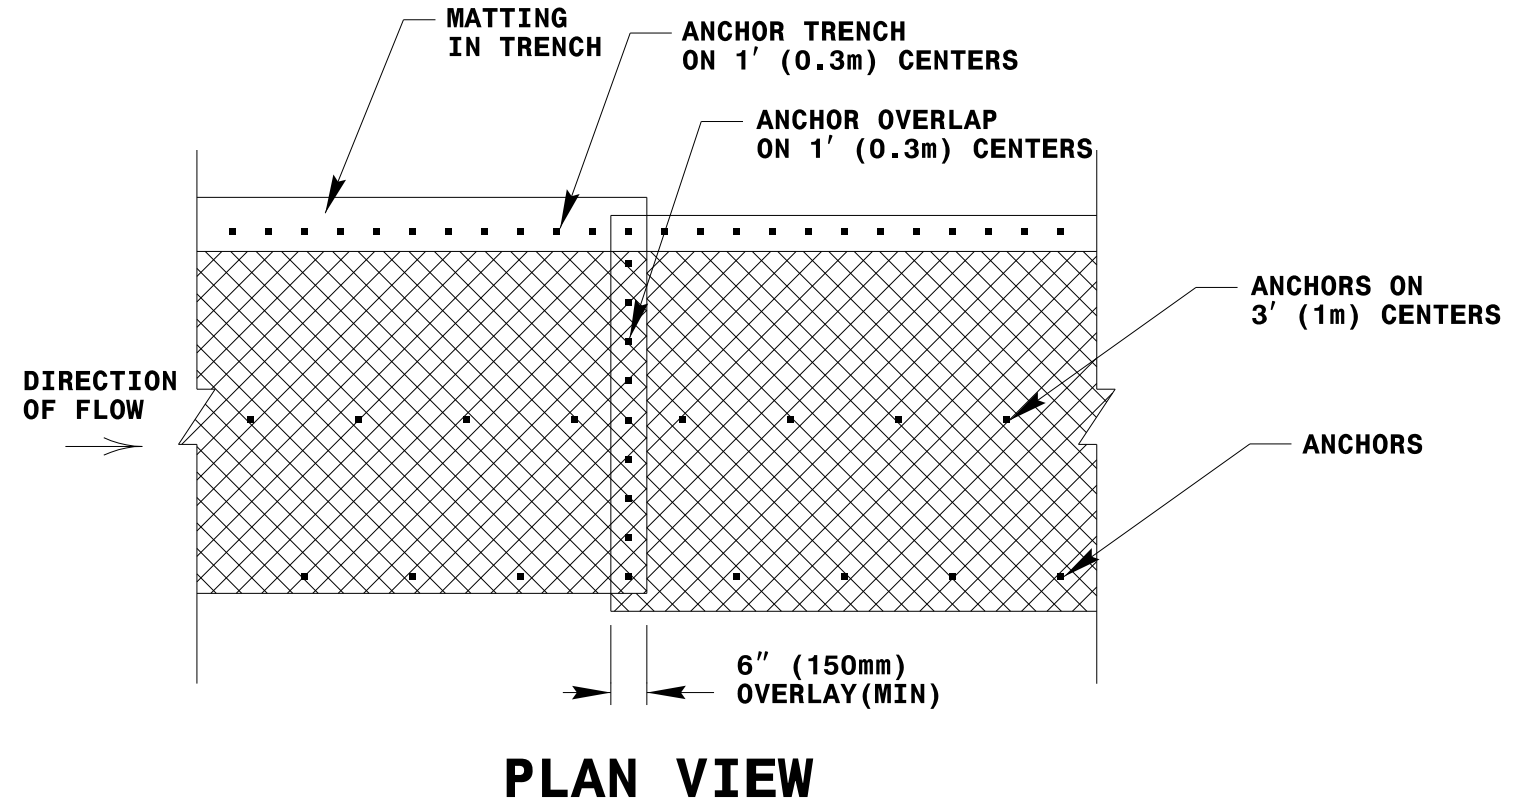 MATTING
IN TRENCH
ANCHOR TRENCH
ON 1′ (0.3m) CENTERS
ANCHOR OVERLAP
ON 1′ (0.3m) CENTERS
ANCHORS ON
3′ (1m) CENTERS
DIRECTION
OF FLOW
ANCHORS
6″ (150mm)
OVERLAY(MIN)
PLAN VIEW